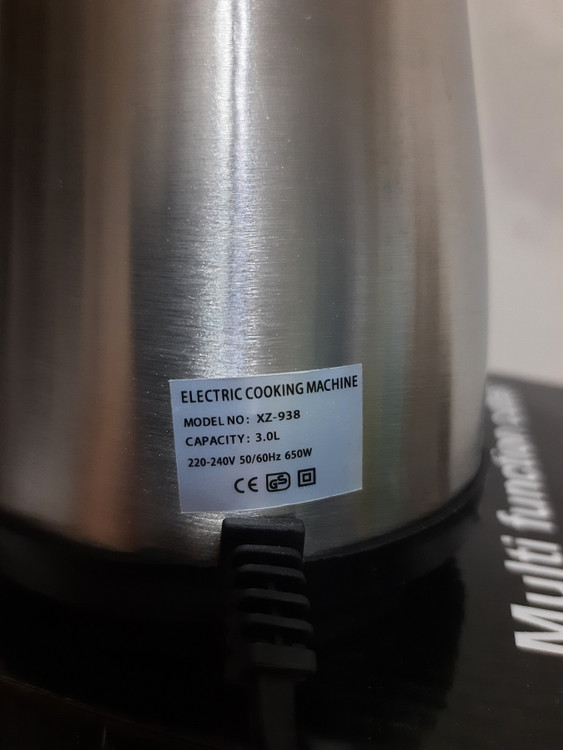 ELECTRIC COOKING MACHINE
MODEL NO: XZ-938
CAPACITY: 3.0L
220-240V 50/60Hz 650W
CE GS
Multi function